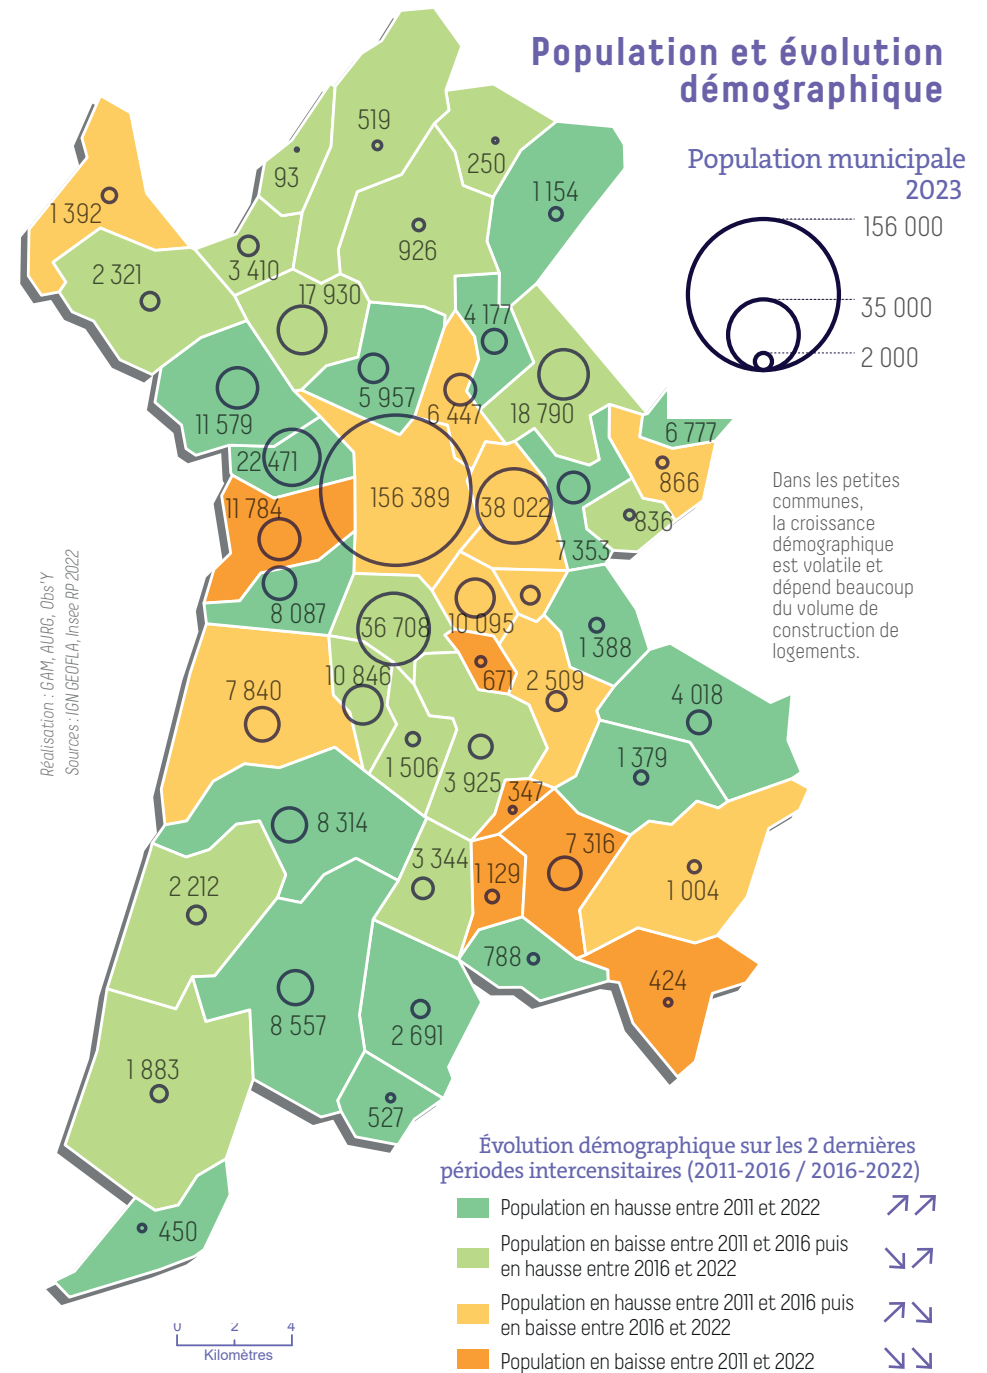 Population et évolution
démographique
Population municipale
2023
156 000
35 000
2 000
519
93
250
1 154
1 392
926
3 410
2 321
17 930
4 177
5 957
6 447
18 790
11 579
6 777
22 471
866
156 389
38 022
11 784
836
7 353
8 087
36 708
10 095
1 388
671
2 509
10 846
7 840
4 018
1 379
1 506
3 925
347
8 314
7 316
3 344
1 129
1 004
2 212
788
424
8 557
2 691
1 883
527
450
Dans les petites
communes,
la croissance
démographique
est volatile et
dépend beaucoup
du volume de
construction de
logements.
Réalisation : GAM, AURG, Obs'Y
Sources : IGN GEOFLA, Insee RP 2022
Évolution démographique sur les 2 dernières
périodes intercensitaires (2011-2016 / 2016-2022)
Population en hausse entre 2011 et 2022
Population en baisse entre 2011 et 2016 puis
en hausse entre 2016 et 2022
Population en hausse entre 2011 et 2016 puis
en baisse entre 2016 et 2022
Population en baisse entre 2011 et 2022
0 2 4
Kilomètres